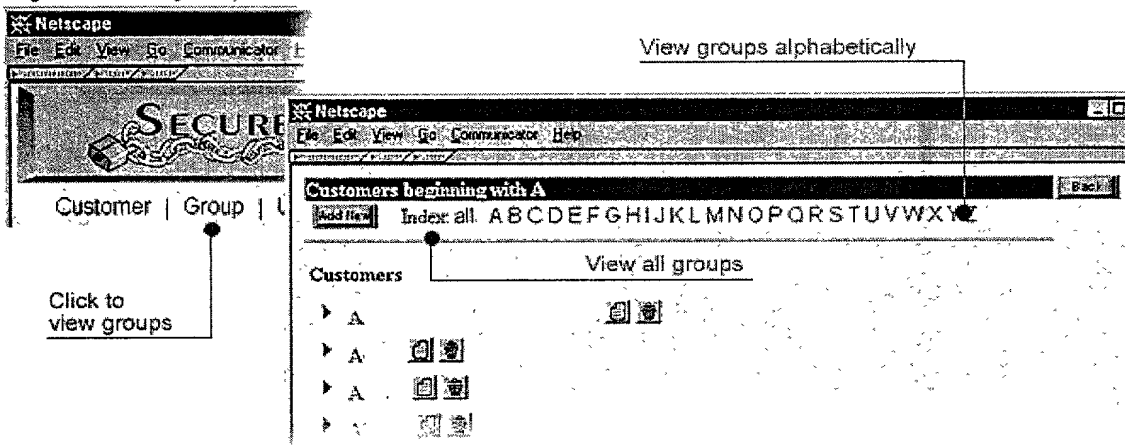 Netscape
File Edit View Go Communicator
SECURE
Customer | Group |
Click to
view groups
View groups alphabetically
Netscape
File Edit View Go Communicator Help
Customers beginning with A
Back
Add New Index: all A B C D E F G H I J K L M N O P Q R S T U V W X Y Z
View all groups
Customers
A
A
A